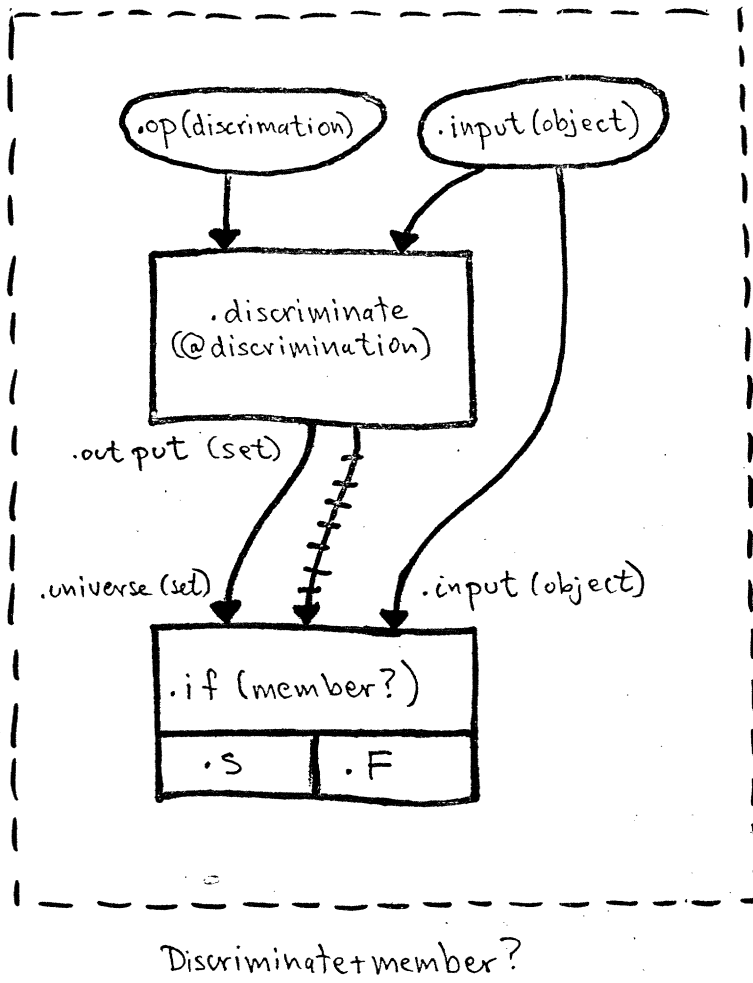 .op(discrimation)
.input(object)
.discriminate
(@discrimination)
.output (set)
.universe (set)
.input (object)
.if (member?)
.S
.F
Discriminate+member?